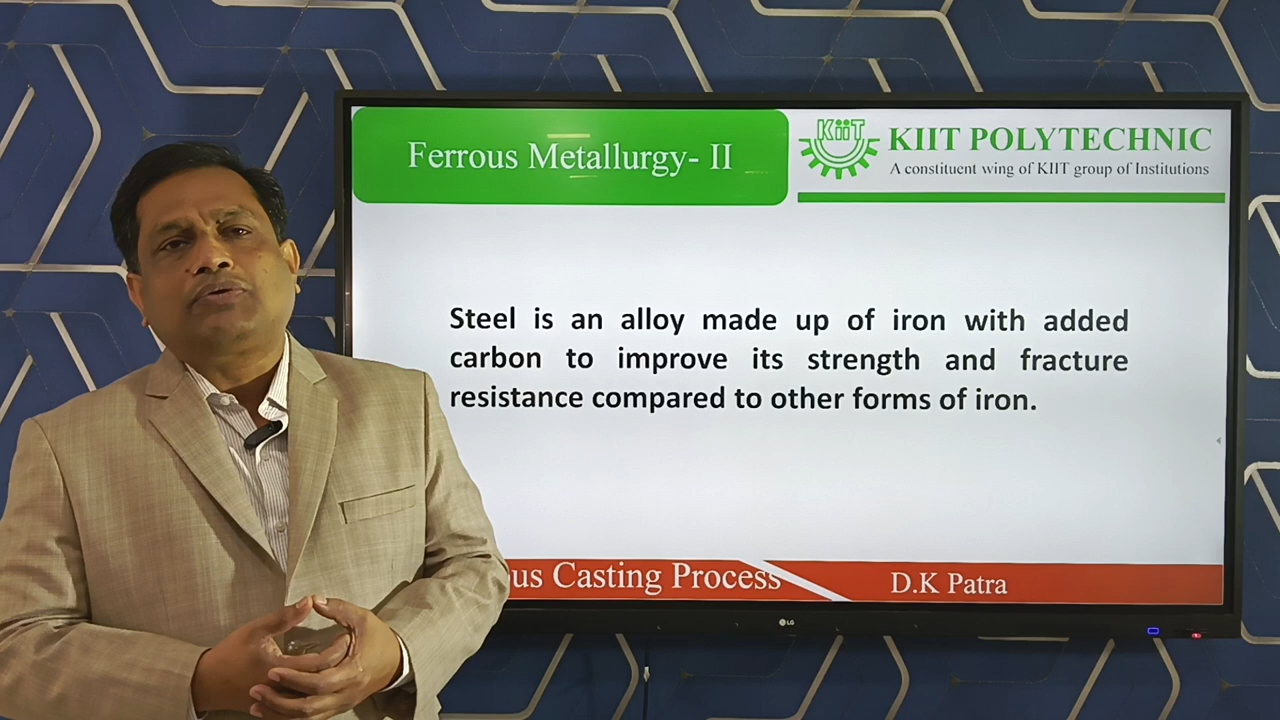 Ferrous Metallurgy- II
KiiT
KIIT POLYTECHNIC
A constituent wing of KIIT group of Institutions
Steel is an alloy made up of iron with added
carbon to improve its strength and fracture
resistance compared to other forms of iron.
Casting Process
D.K Patra
LG